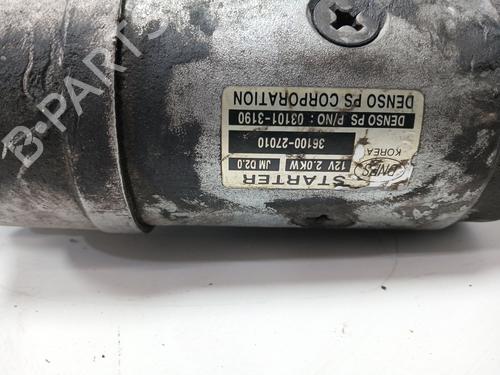 STARTER
12V 2.0KW JM D2.0
DNPS
KOREA
36100-27010
DENSO PS P/NO : 03101-3190
DENSO PS CORPORATION
B-PARTS